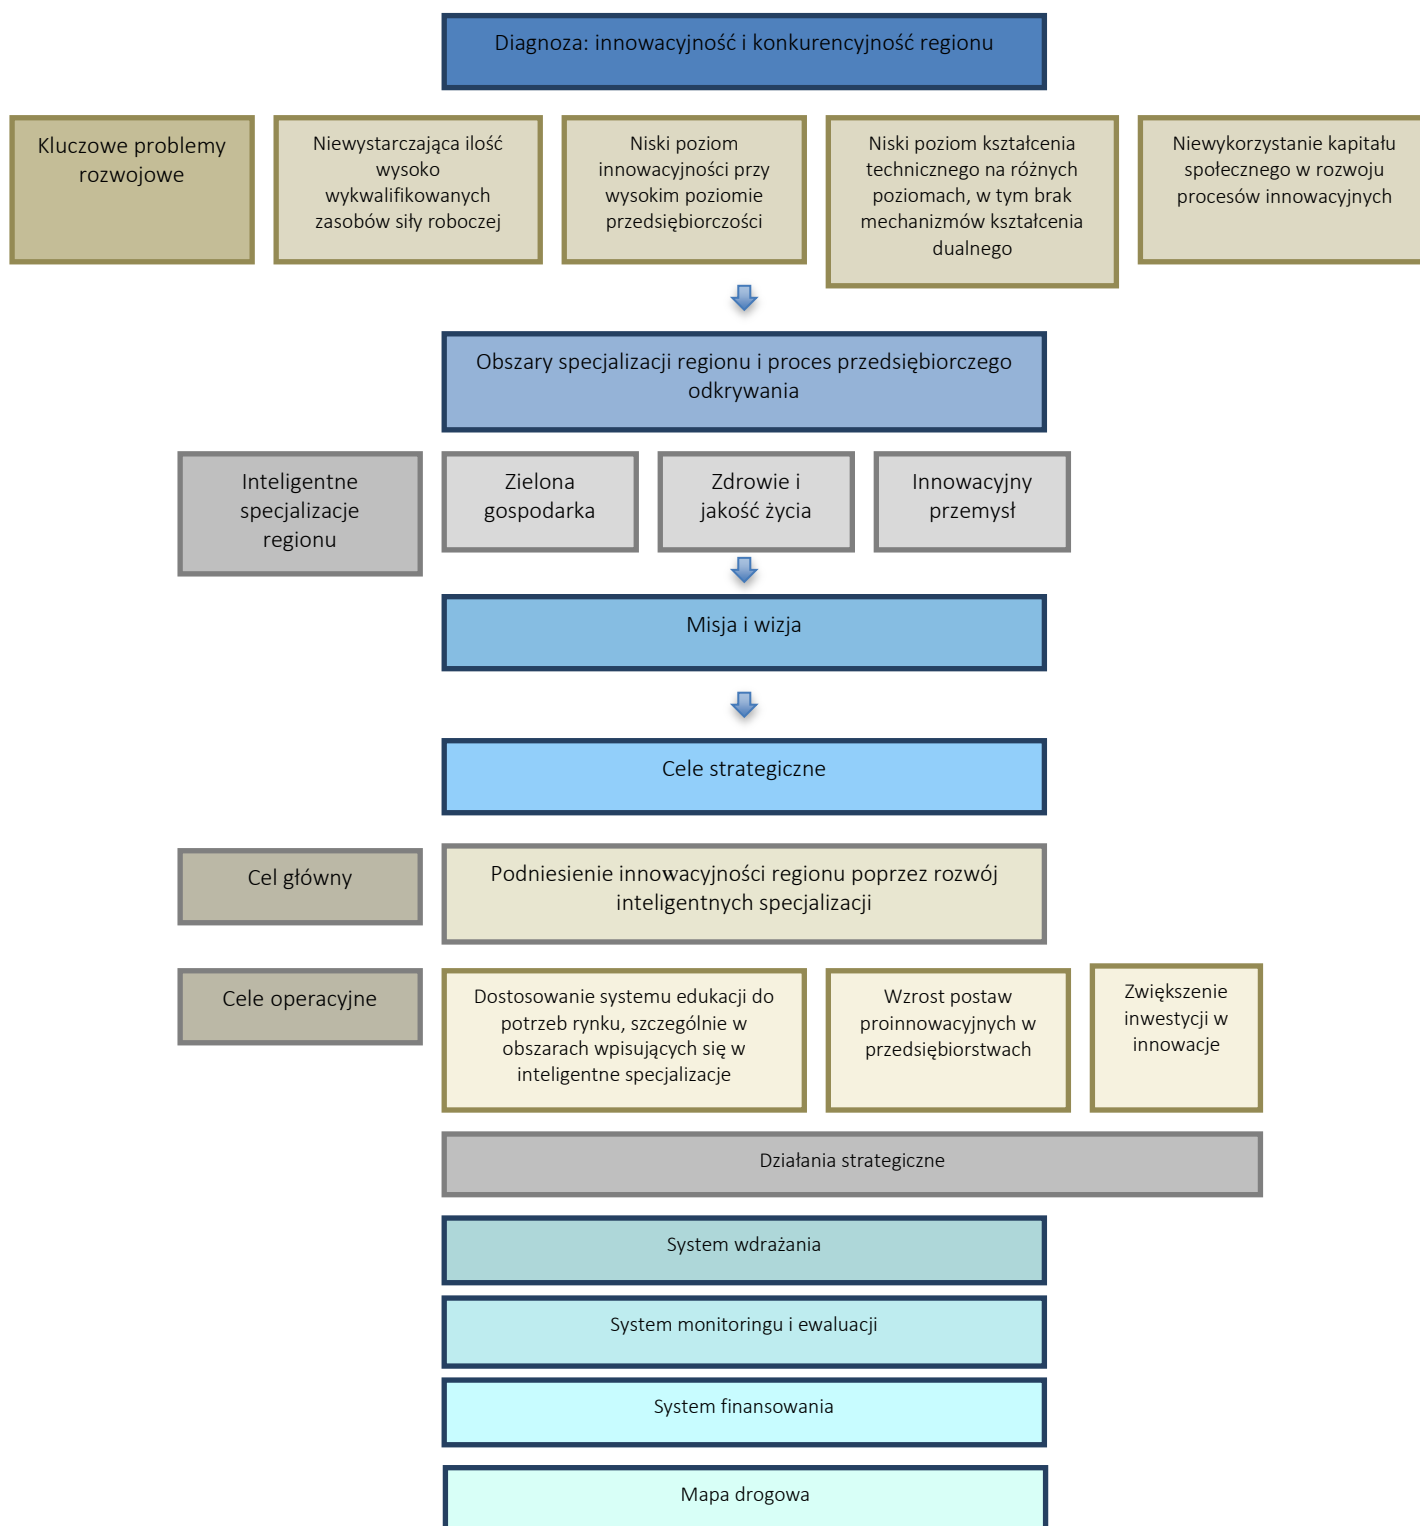 Diagnoza: innowacyjność i konkurencyjność regionu
Kluczowe problemy
rozwojowe
Niewystarczająca ilość
wysoko
wykwalifikowanych
zasobów siły roboczej
Niski poziom
innowacyjności przy
wysokim poziomie
przedsiębiorczości
Niski poziom kształcenia
technicznego na różnych
poziomach, w tym brak
mechanizmów kształcenia
dualnego
Niewykorzystanie kapitału
społecznego w rozwoju
procesów innowacyjnych
Obszary specjalizacji regionu i proces przedsiębiorczego
odkrywania
Inteligentne
specjalizacje
regionu
Zielona
gospodarka
Zdrowie i
jakość życia
Innowacyjny
przemysł
Misja i wizja
Cele strategiczne
Cel główny
Podniesienie innowacyjności regionu poprzez rozwój
inteligentnych specjalizacji
Cele operacyjne
Dostosowanie systemu edukacji do
potrzeb rynku, szczególnie w
obszarach wpisujących się w
inteligentne specjalizacje
Wzrost postaw
proinnowacyjnych w
przedsiębiorstwach
Zwiększenie
inwestycji w
innowacje
Działania strategiczne
System wdrażania
System monitoringu i ewaluacji
System finansowania
Mapa drogowa